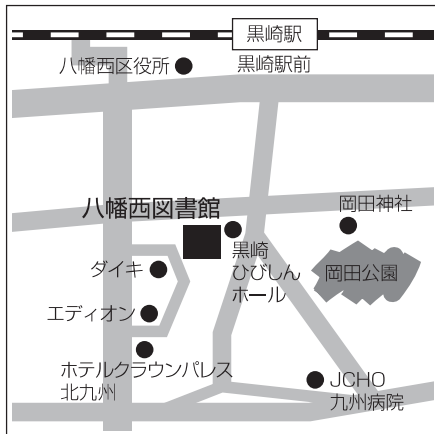 黒崎駅
八幡西区役所
黒崎駅前
八幡西図書館
岡田神社
黒崎
ひびしん
ホール
岡田公園
ダイキ
エディオン
ホテルクラウンパレス
北九州
JCHO
九州病院